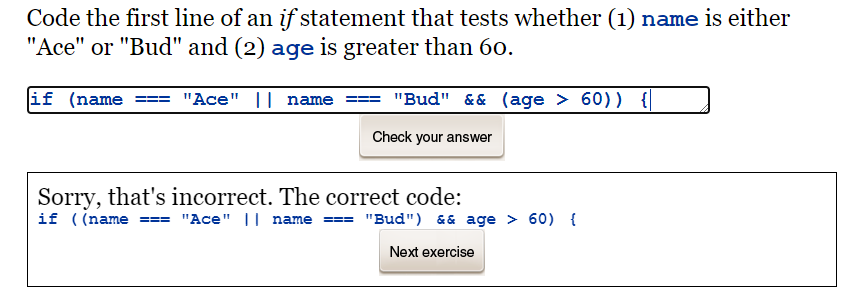 Code the first line of an if statement that tests whether (1) name is either
"Ace" or "Bud" and (2) age is greater than 60.
if (name === "Ace" || name === "Bud" && (age > 60)) {
Check your answer
Sorry, that's incorrect. The correct code:
if ((name === "Ace" || name === "Bud") && age > 60) {
Next exercise